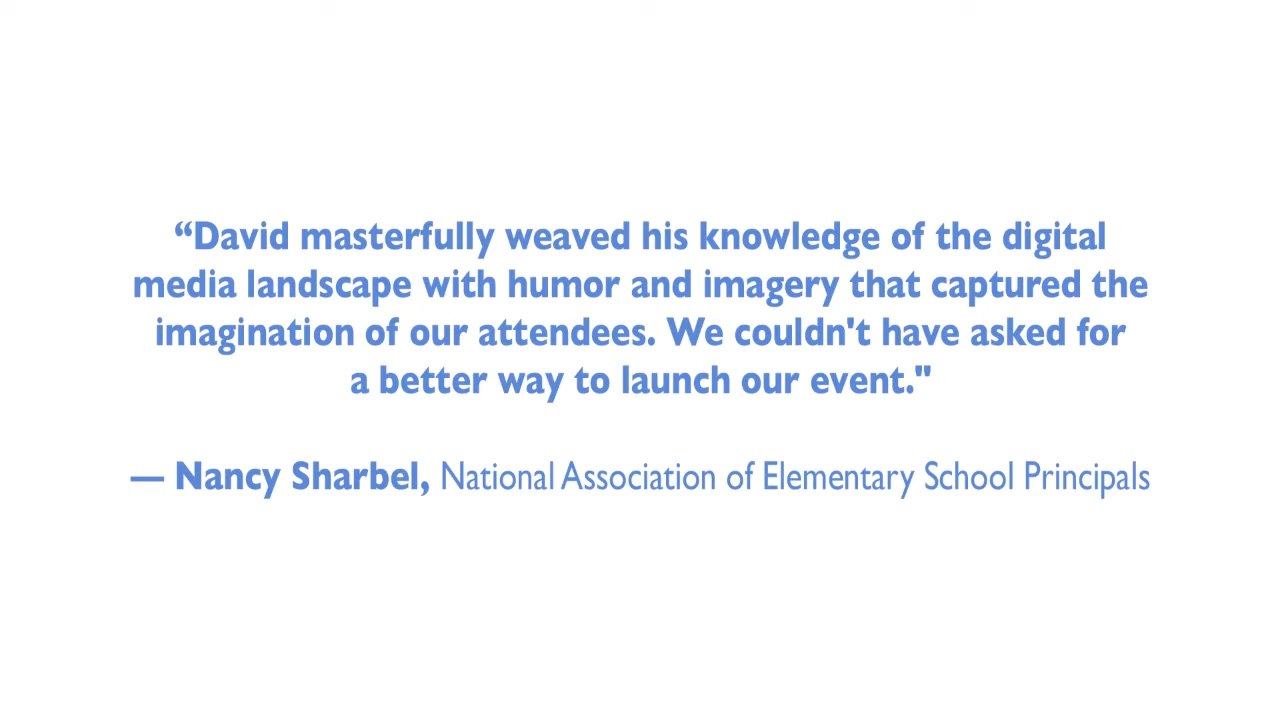 “David masterfully weaved his knowledge of the digital
media landscape with humor and imagery that captured the
imagination of our attendees. We couldn't have asked for
a better way to launch our event."
— Nancy Sharbel, National Association of Elementary School Principals